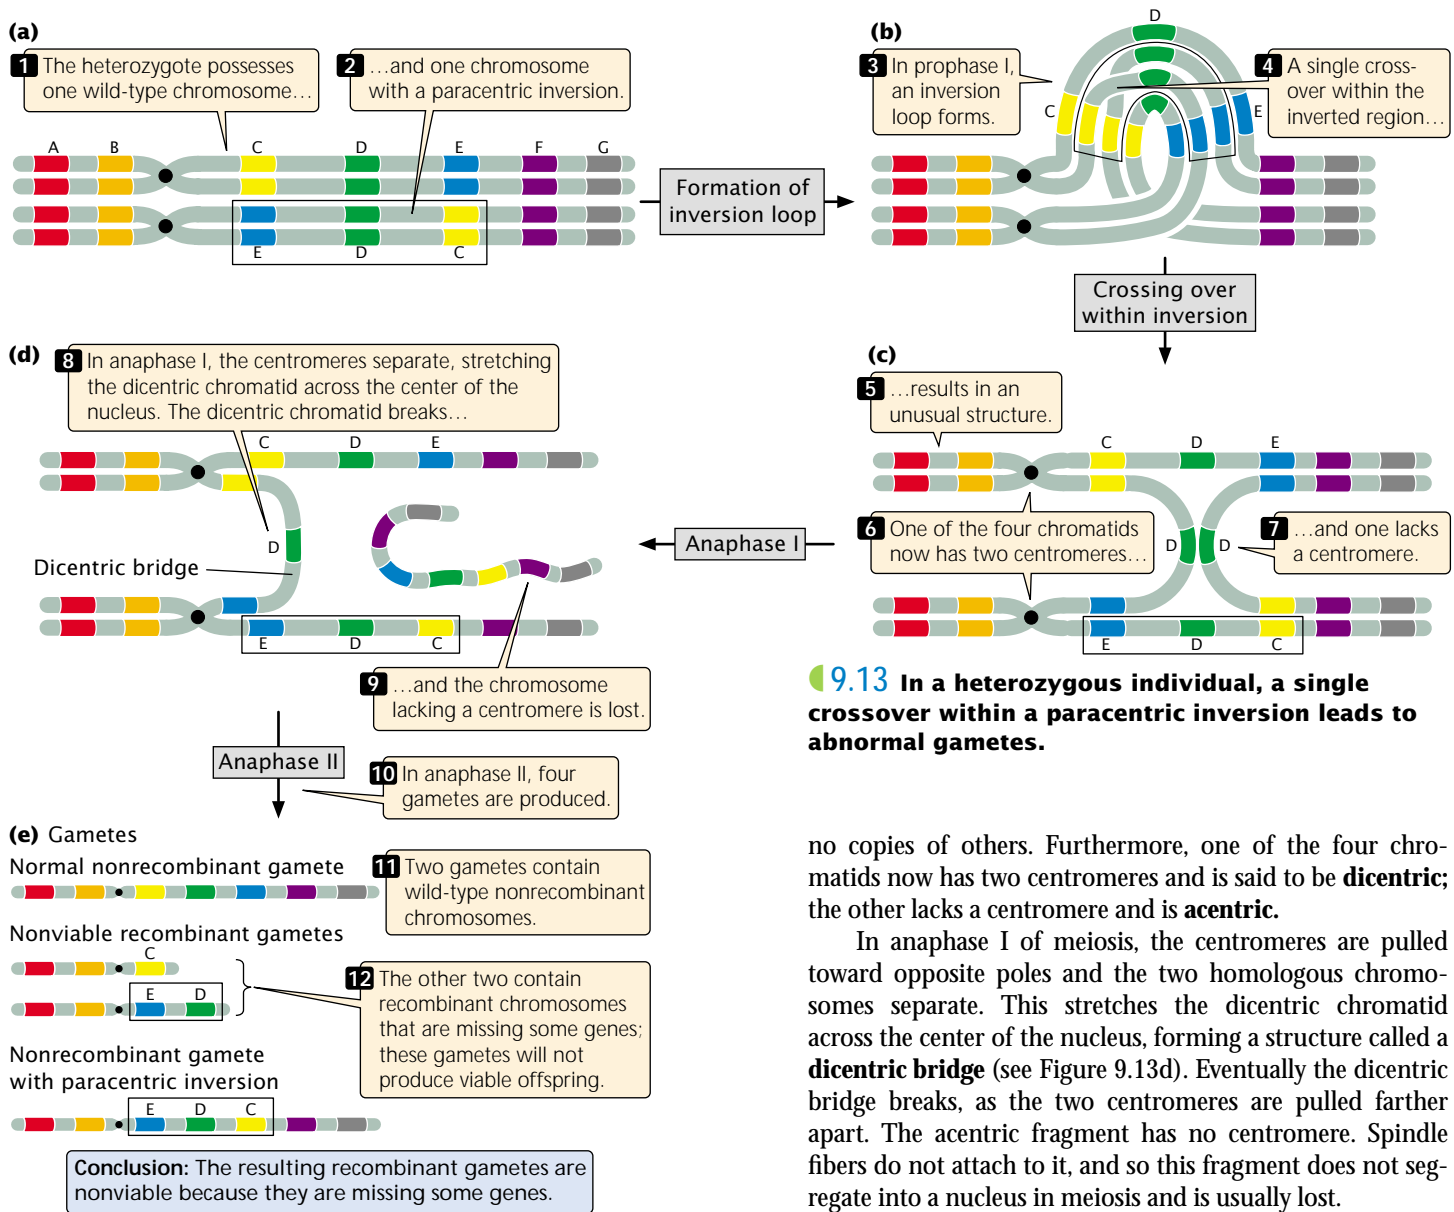 (a)
1 The heterozygote possesses
one wild-type chromosome…
2 …and one chromosome
with a paracentric inversion.
A B C D E F G
E D C
Formation of
inversion loop
(b)
D
3 In prophase I,
an inversion
loop forms.
4 A single cross-
over within the
inverted region…
C E
Crossing over
within inversion
(c)
5 …results in an
unusual structure.
C D E
6 One of the four chromatids
now has two centromeres…
7 …and one lacks
a centromere.
D D
E D C
Anaphase I
(d)
8 In anaphase I, the centromeres separate, stretching
the dicentric chromatid across the center of the
nucleus. The dicentric chromatid breaks…
C D E
D
Dicentric bridge
E D C
9 …and the chromosome
lacking a centromere is lost.
Anaphase II
10 In anaphase II, four
gametes are produced.
(e) Gametes
Normal nonrecombinant gamete
11 Two gametes contain
wild-type nonrecombinant
chromosomes.
Nonviable recombinant gametes
C
E D
12 The other two contain
recombinant chromosomes
that are missing some genes;
these gametes will not
produce viable offspring.
Nonrecombinant gamete
with paracentric inversion
E D C
Conclusion: The resulting recombinant gametes are
nonviable because they are missing some genes.
9.13 In a heterozygous individual, a single
crossover within a paracentric inversion leads to
abnormal gametes.
no copies of others. Furthermore, one of the four chro-
matids now has two centromeres and is said to be dicentric;
the other lacks a centromere and is acentric.
In anaphase I of meiosis, the centromeres are pulled
toward opposite poles and the two homologous chromo-
somes separate. This stretches the dicentric chromatid
across the center of the nucleus, forming a structure called a
dicentric bridge (see Figure 9.13d). Eventually the dicentric
bridge breaks, as the two centromeres are pulled farther
apart. The acentric fragment has no centromere. Spindle
fibers do not attach to it, and so this fragment does not seg-
regate into a nucleus in meiosis and is usually lost.